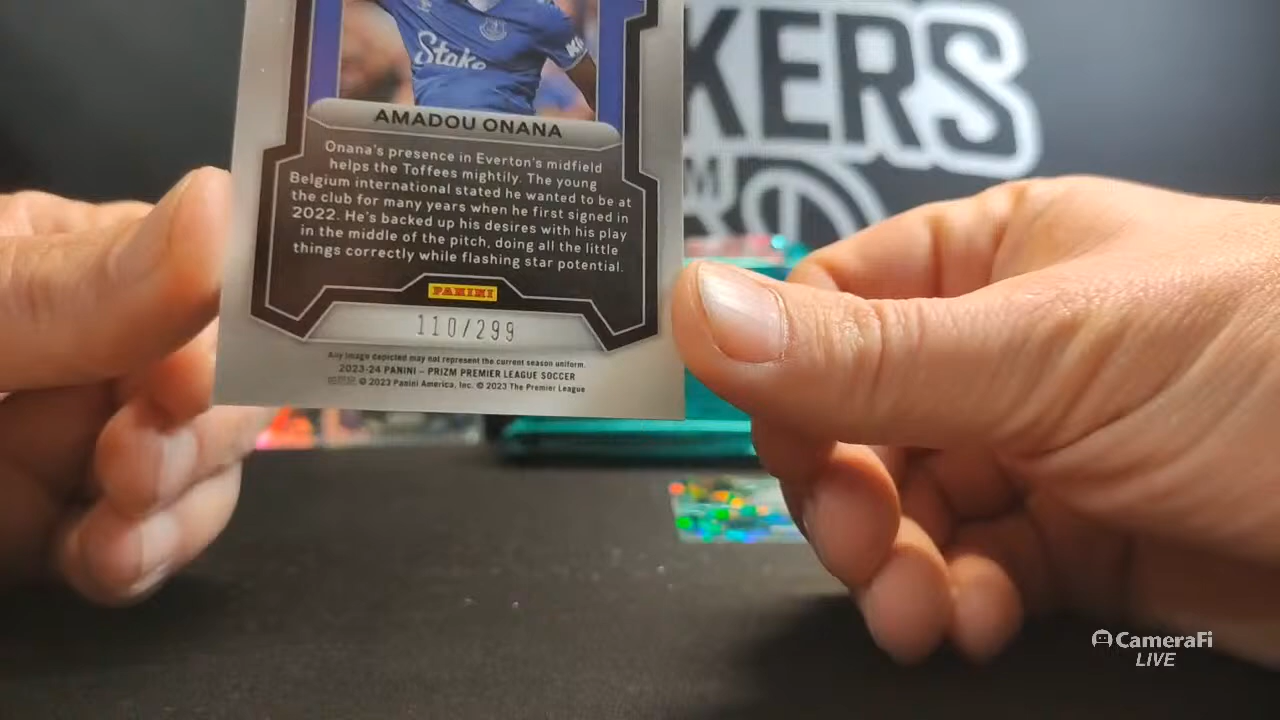 KERS
Stake
AMADOU ONANA
Onana's presence in Everton's midfield
helps the Toffees mightily. The young
Belgium international stated he wanted to be at
the club for many years when he first signed in
2022. He's backed up his desires with his play
in the middle of the pitch, doing all the little
things correctly while flashing star potential.
PANINI
110/299
Any image depicted may not represent the current season uniform.
2023-24 PANINI – PRIZM PREMIER LEAGUE SOCCER
© 2023 Panini America, Inc. © 2023 The Premier League
CameraFi
LIVE